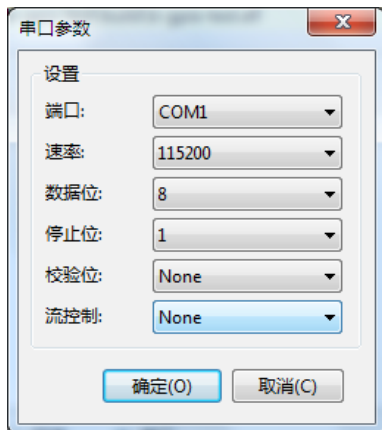 串口参数
设置
端口: COM1
速率: 115200
数据位: 8
停止位: 1
校验位: None
流控制: None
确定(O) 取消(C)